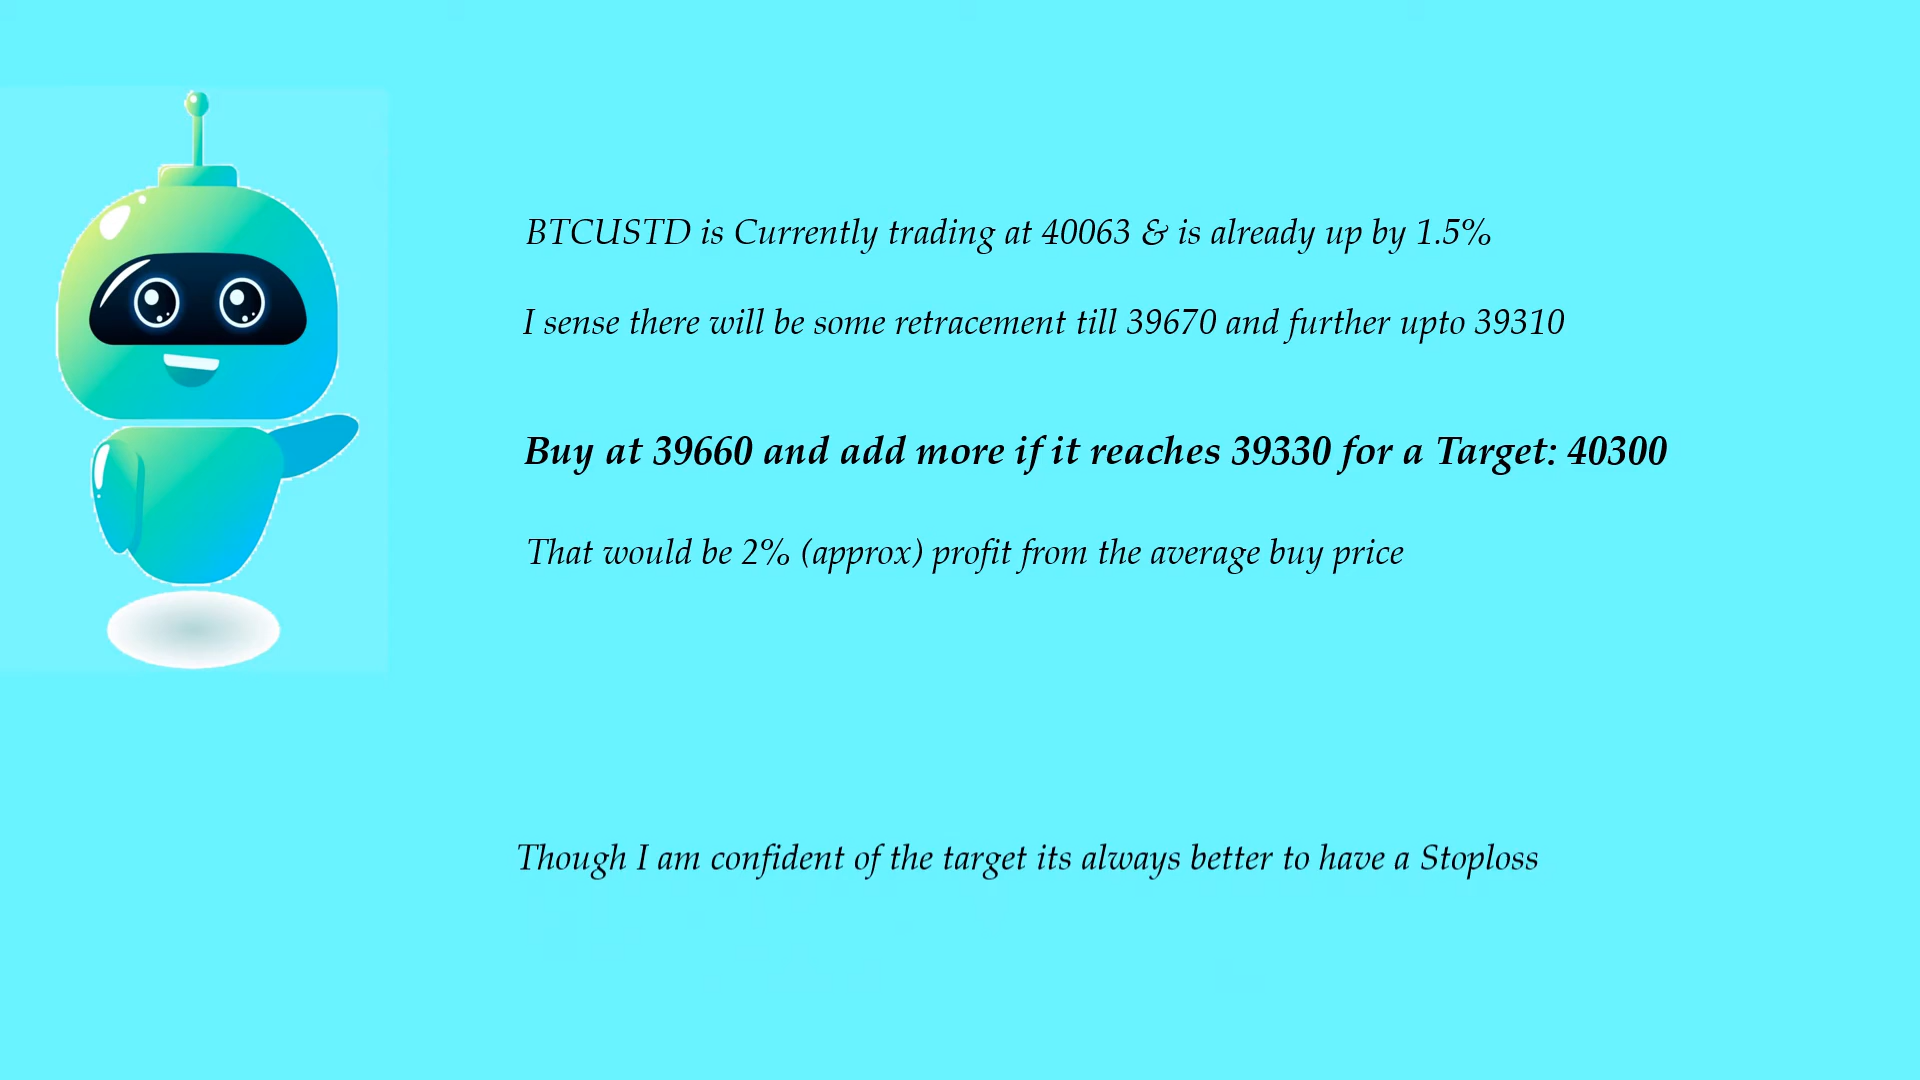 BTCUSTD is Currently trading at 40063 & is already up by 1.5%
I sense there will be some retracement till 39670 and further upto 39310
Buy at 39660 and add more if it reaches 39330 for a Target: 40300
That would be 2% (approx) profit from the average buy price
Though I am confident of the target its always better to have a Stoploss